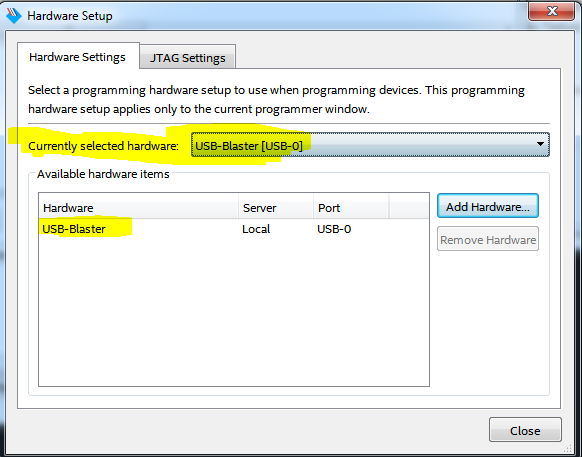 Hardware Setup
Hardware Settings
JTAG Settings
Select a programming hardware setup to use when programming devices. This programming
hardware setup applies only to the current programmer window.
Currently selected hardware: USB-Blaster [USB-0]
Available hardware items
Hardware Server Port
USB-Blaster Local USB-0
Add Hardware...
Remove Hardware
Close